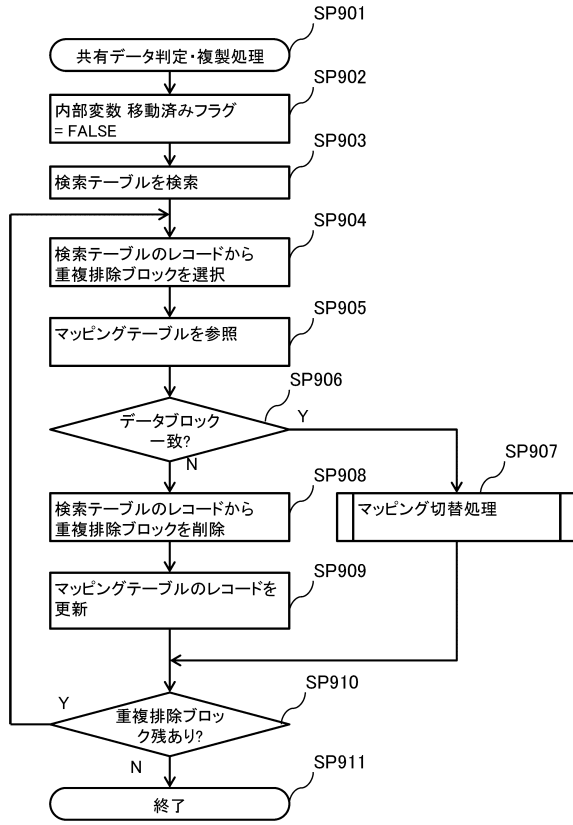 SP901
共有データ判定・複製処理
SP902
内部変数 移動済みフラグ
= FALSE
SP903
検索テーブルを検索
SP904
検索テーブルのレコードから
重複排除ブロックを選択
SP905
マッピングテーブルを参照
SP906
データブロック
一致?
Y
N
SP907
マッピング切替処理
SP908
検索テーブルのレコードから
重複排除ブロックを削除
SP909
マッピングテーブルのレコードを
更新
SP910
Y
重複排除ブロッ
ク残あり?
N
SP911
終了